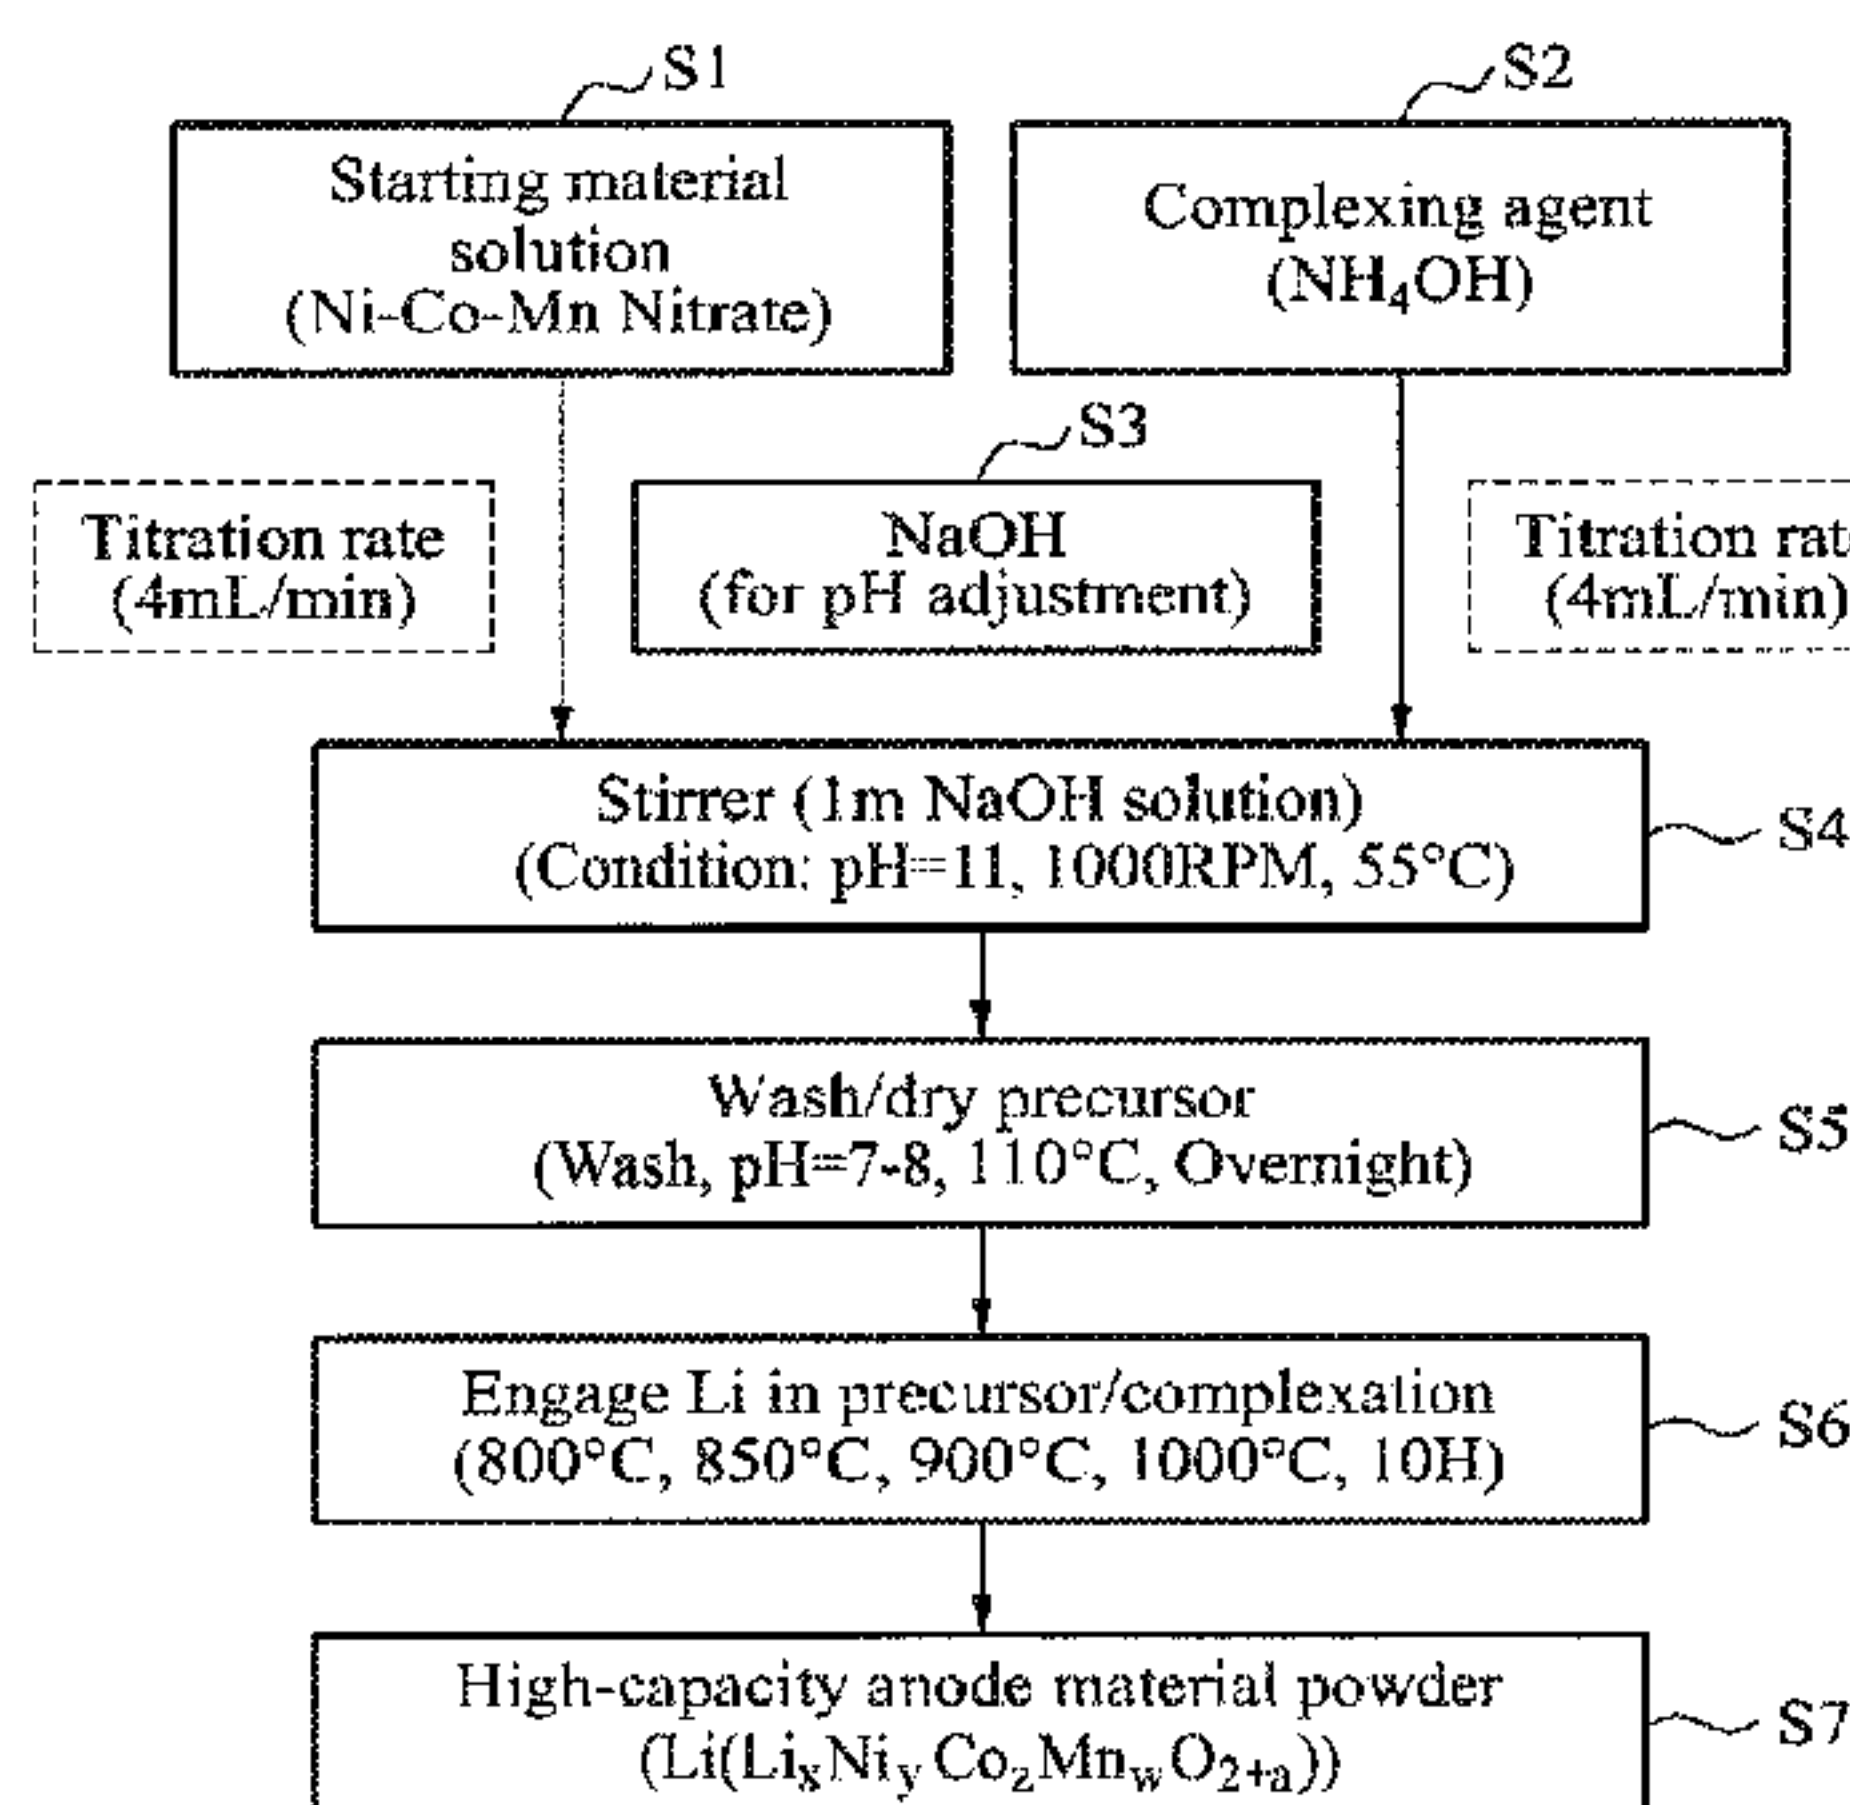 S1
S2
Starting material
solution
(Ni-Co-Mn Nitrate)
Complexing agent
(NH₄OH)
S3
Titration rate
(4mL/min)
NaOH
(for pH adjustment)
Titration rat
(4mL/min)
Stirrer (1m NaOH solution)
(Condition: pH=11, 1000RPM, 55°C)
S4
Wash/dry precursor
(Wash, pH=7-8, 110°C, Overnight)
S5
Engage Li in precursor/complexation
(800°C, 850°C, 900°C, 1000°C, 10H)
S6
High-capacity anode material powder
(Li(LiₓNiyCozMnwO₂₊ₐ))
S7